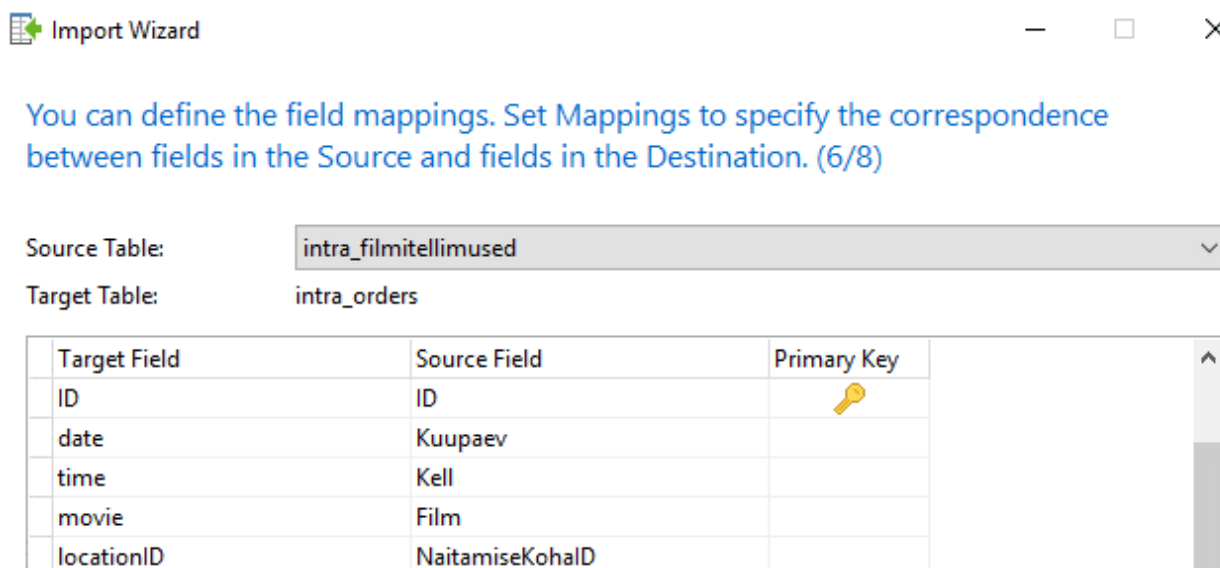 Import Wizard
You can define the field mappings. Set Mappings to specify the correspondence
between fields in the Source and fields in the Destination. (6/8)
Source Table: intra_filmitellimused
Target Table: intra_orders
Target Field Source Field Primary Key
ID ID
date Kuupaev
time Kell
movie Film
locationID NaitamiseKohaID